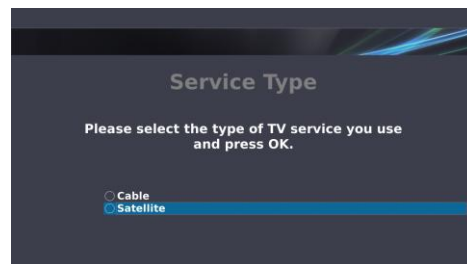 Service Type
Please select the type of TV service you use
and press OK.
Cable
Satellite